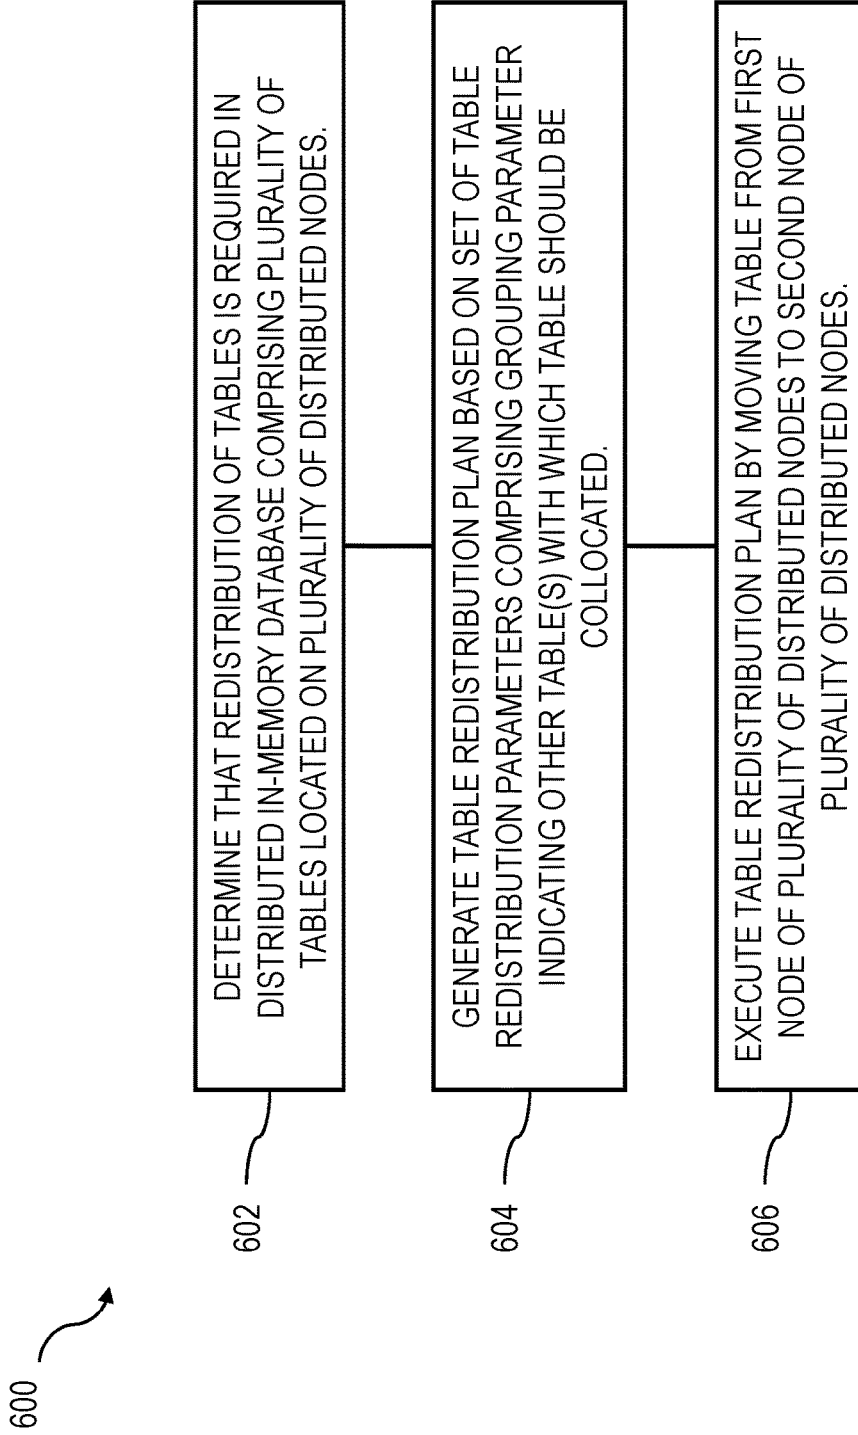 600
602
DETERMINE THAT REDISTRIBUTION OF TABLES IS REQUIRED IN
DISTRIBUTED IN-MEMORY DATABASE COMPRISING PLURALITY OF
TABLES LOCATED ON PLURALITY OF DISTRIBUTED NODES.
604
GENERATE TABLE REDISTRIBUTION PLAN BASED ON SET OF TABLE
REDISTRIBUTION PARAMETERS COMPRISING GROUPING PARAMETER
INDICATING OTHER TABLE(S) WITH WHICH TABLE SHOULD BE
COLLOCATED.
606
EXECUTE TABLE REDISTRIBUTION PLAN BY MOVING TABLE FROM FIRST
NODE OF PLURALITY OF DISTRIBUTED NODES TO SECOND NODE OF
PLURALITY OF DISTRIBUTED NODES.